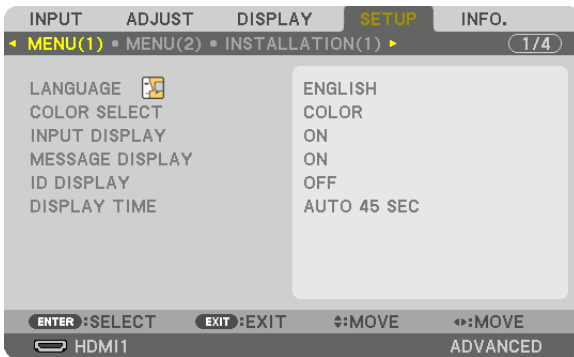 INPUT ADJUST DISPLAY SETUP INFO.
MENU(1) • MENU(2) • INSTALLATION(1) 1/4
LANGUAGE ENGLISH
COLOR SELECT COLOR
INPUT DISPLAY ON
MESSAGE DISPLAY ON
ID DISPLAY OFF
DISPLAY TIME AUTO 45 SEC
ENTER :SELECT EXIT :EXIT :MOVE :MOVE
HDMI1 ADVANCED